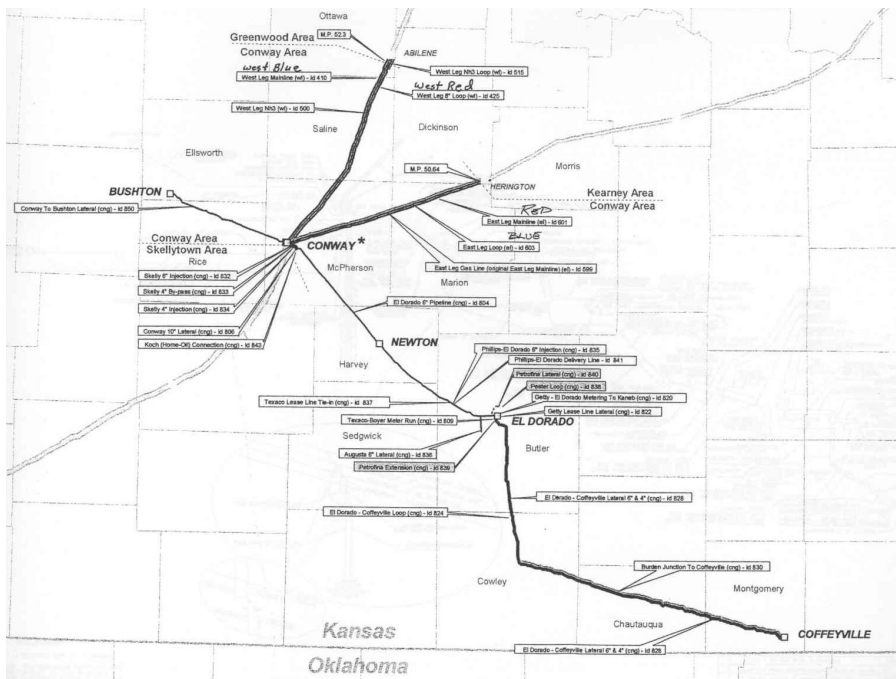 Ottawa
Greenwood Area
Conway Area
M.P. 52.3
ABILENE
West Blue
West Leg Mainline (wl) - id 410
West Leg Nh3 Loop (wl) - id 515
West Red
West Leg 8" Loop (wl) - id 425
West Leg Nh3 (wl) - id 500
Saline
Dickinson
Ellsworth
M.P. 50.64
Morris
HERINGTON
BUSHTON
Kearney Area
Conway Area
Conway To Bushton Lateral (cng) - id 850
RED
East Leg Mainline (el) - id 601
BLUE
East Leg Loop (el) - id 603
Conway Area
Skellytown Area
CONWAY *
Rice
McPherson
East Leg Gas Line (original East Leg Mainline) (el) - id 599
Skelly 6" Injection (cng) - id 832
Marion
Skelly 4" By-pass (cng) - id 833
El Dorado 6" Pipeline (cng) - id 804
Skelly 4" Injection (cng) - id 834
Conway 10" Lateral (cng) - id 806
Koch (Home-Oil) Connection (cng) - id 843
NEWTON
Phillips-El Dorado 6" Injection (cng) - id 835
Phillips-El Dorado Delivery Line - id 841
Harvey
Petrofina Lateral (cng) - id 840
Pester Loop (cng) - id 838
Getty - El Dorado Metering To Kaneb (cng) - id 820
Texaco Lease Line Tie-in (cng) - id 837
Getty Lease Line Lateral (cng) - id 822
Texaco-Boyer Meter Run (cng) - id 809
EL DORADO
Sedgwick
Butler
Augusta 6" Lateral (cng) - id 836
Petrofina Extension (cng) - id 839
El Dorado - Coffeyville Lateral 6" & 4" (cng) - id 828
El Dorado - Coffeyville Loop (cng) - id 824
Burden Junction To Coffeyville (cng) - id 830
Cowley
Montgomery
Chautauqua
Kansas
COFFEYVILLE
El Dorado - Coffeyville Lateral 6" & 4" (cng) - id 828
Oklahoma